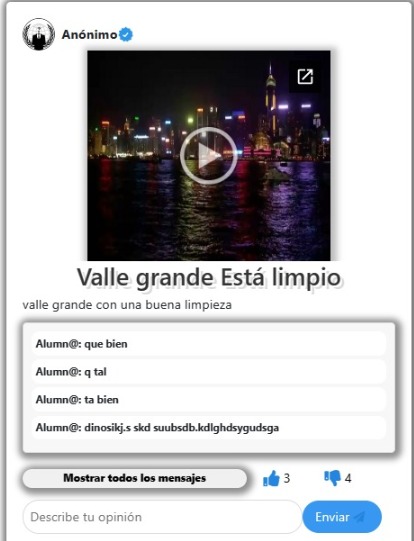 Anónimo
Valle grande Está limpio
valle grande con una buena limpieza
Alumn@: que bien
Alumn@: q tal
Alumn@: ta bien
Alumn@: dinosikj.s skd suubsdb.kdlghdsygudsga
Mostrar todos los mensajes 3 4
Describe tu opinión Enviar